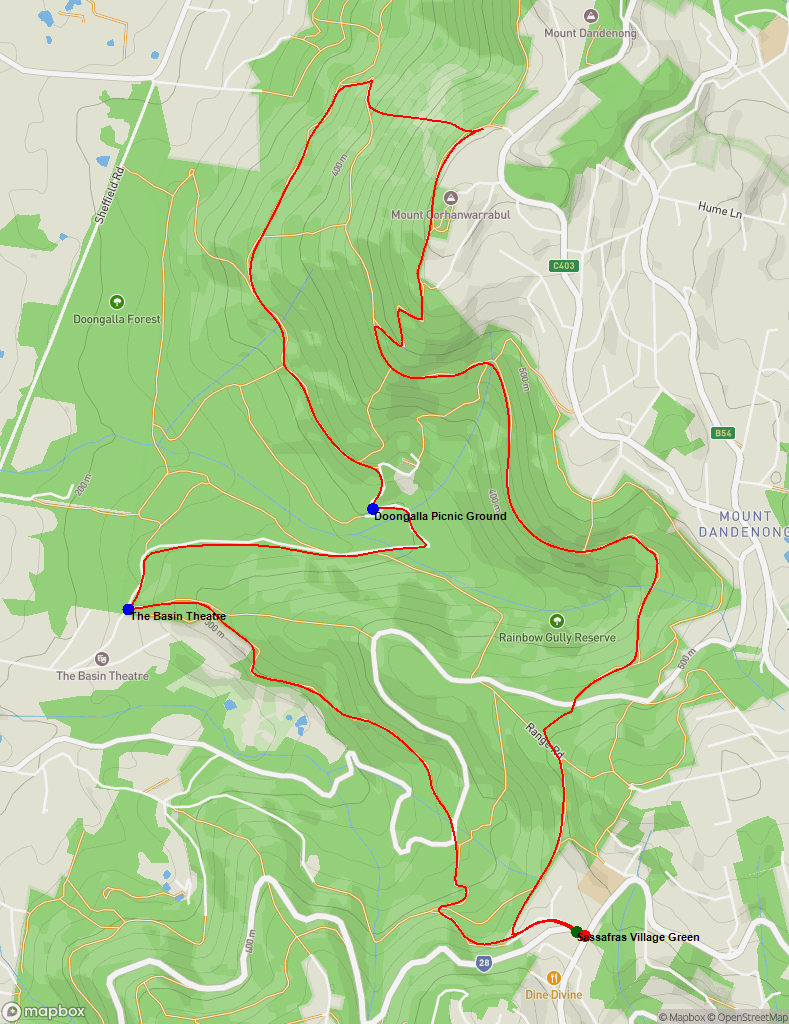 Mount Dandenong
400 m
Sheffield Rd
Mount Corhanwarrabul
Hume Ln
C403
Doongalla Forest
500 m
B54
200 m
400 m
Doongalla Picnic Ground
MOUNT
DANDENONG
The Basin Theatre
300 m
Rainbow Gully Reserve
500 m
The Basin Theatre
Range Rd
Sassafras Village Green
400 m
28
Dine Divine
mapbox
© Mapbox © OpenStreetMap